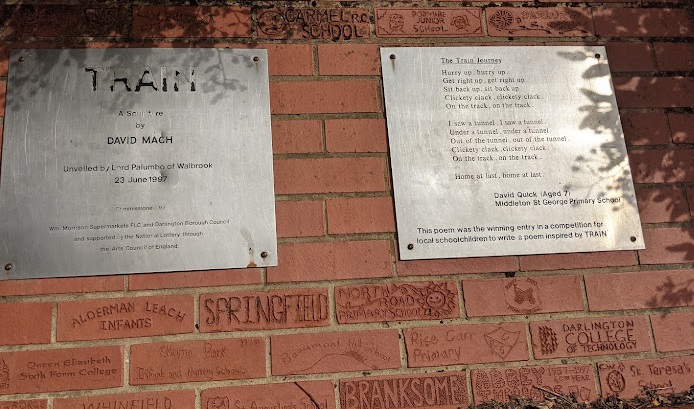 CARMEL R.C.
SCHOOL
JUNIOR
SCHOOL
TRAIN
A Sculpture
by
DAVID MACH
Unveiled by Lord Palumbo of Walbrook
23 June 1997
Commissioned by
Wm. Morrison Supermarkets PLC and Darlington Borough Council
and supported by the National Lottery through
the Arts Council of England
The Train Journey
Hurry up, hurry up,
Get right up, get right up,
Sit back up, sit back up,
Clickety clack, clickety clack,
On the track, on the track.
I saw a tunnel, I saw a tunnel,
Under a tunnel, under a tunnel,
Out of the tunnel, out of the tunnel,
Clickety clack, clickety clack,
On the track, on the track.
Home at last, home at last
David Quick (Aged 7)
Middleton St George Primary School
This poem was the winning entry in a competition for
local schoolchildren to write a poem inspired by TRAIN
ALDERMAN LEACH
INFANTS
SPRINGFIELD
NORTH
ROAD
PRIMARY SCHOOL
Queen Elizabeth
Sixth Form College
Rise Carr
Primary
DARLINGTON
COLLEGE
OF TECHNOLOGY
WHINFIELD
BRANKSOME
St. Teresa's